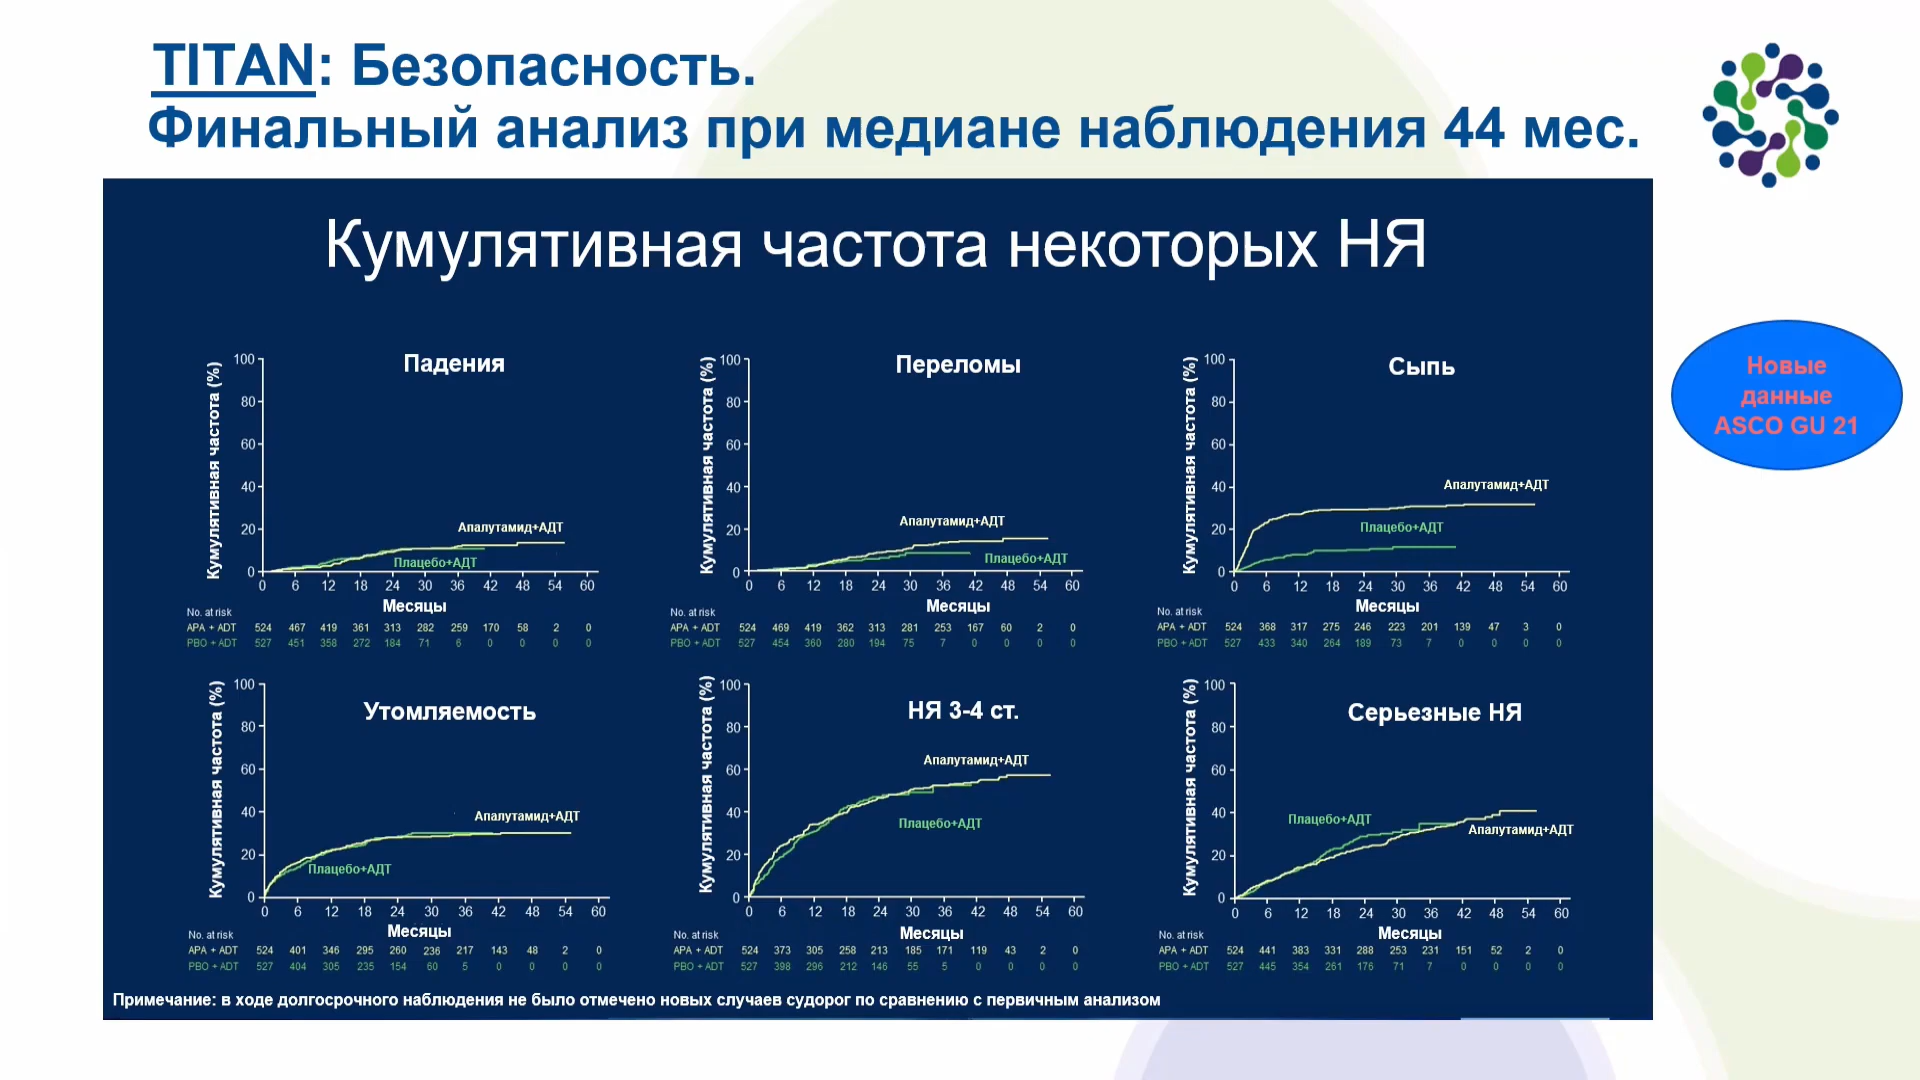 TITAN: Безопасность.
Финальный анализ при медиане наблюдения 44 мес.
Кумулятивная частота некоторых НЯ
Новые
данные
ASCO GU 21
Падения
Кумулятивная частота (%)
100
80
60
40
20
0
Апалутамид+АДТ
Плацебо+АДТ
0 6 12 18 24 30 36 42 48 54 60
Месяцы
No. at risk
APA + ADT 524 467 419 361 313 282 259 170 58 2 0
PBO + ADT 527 451 358 272 184 71 6 0 0 0 0
Переломы
Кумулятивная частота (%)
100
80
60
40
20
0
Апалутамид+АДТ
Плацебо+АДТ
0 6 12 18 24 30 36 42 48 54 60
Месяцы
No. at risk
APA + ADT 524 469 419 362 313 281 253 167 60 2 0
PBO + ADT 527 454 360 280 194 75 7 0 0 0 0
Сыпь
Кумулятивная частота (%)
100
80
60
40
20
0
Апалутамид+АДТ
Плацебо+АДТ
0 6 12 18 24 30 36 42 48 54 60
Месяцы
No. at risk
APA + ADT 524 368 317 275 246 223 201 139 47 3 0
PBO + ADT 527 433 340 264 189 73 7 0 0 0 0
Утомляемость
Кумулятивная частота (%)
100
80
60
40
20
0
Апалутамид+АДТ
Плацебо+АДТ
0 6 12 18 24 30 36 42 48 54 60
Месяцы
No. at risk
APA + ADT 524 401 346 295 260 236 217 143 48 2 0
PBO + ADT 527 404 305 235 154 60 5 0 0 0 0
НЯ 3-4 ст.
Кумулятивная частота (%)
100
80
60
40
20
0
Апалутамид+АДТ
Плацебо+АДТ
0 6 12 18 24 30 36 42 48 54 60
Месяцы
No. at risk
APA + ADT 524 373 305 258 213 185 171 119 43 2 0
PBO + ADT 527 398 296 212 146 55 5 0 0 0 0
Серьезные НЯ
Кумулятивная частота (%)
100
80
60
40
20
0
Плацебо+АДТ
Апалутамид+АДТ
0 6 12 18 24 30 36 42 48 54 60
Месяцы
No. at risk
APA + ADT 524 441 383 331 288 253 231 151 52 2 0
PBO + ADT 527 445 354 261 176 71 7 0 0 0 0
Примечание: в ходе долгосрочного наблюдения не было отмечено новых случаев судорог по сравнению с первичным анализом